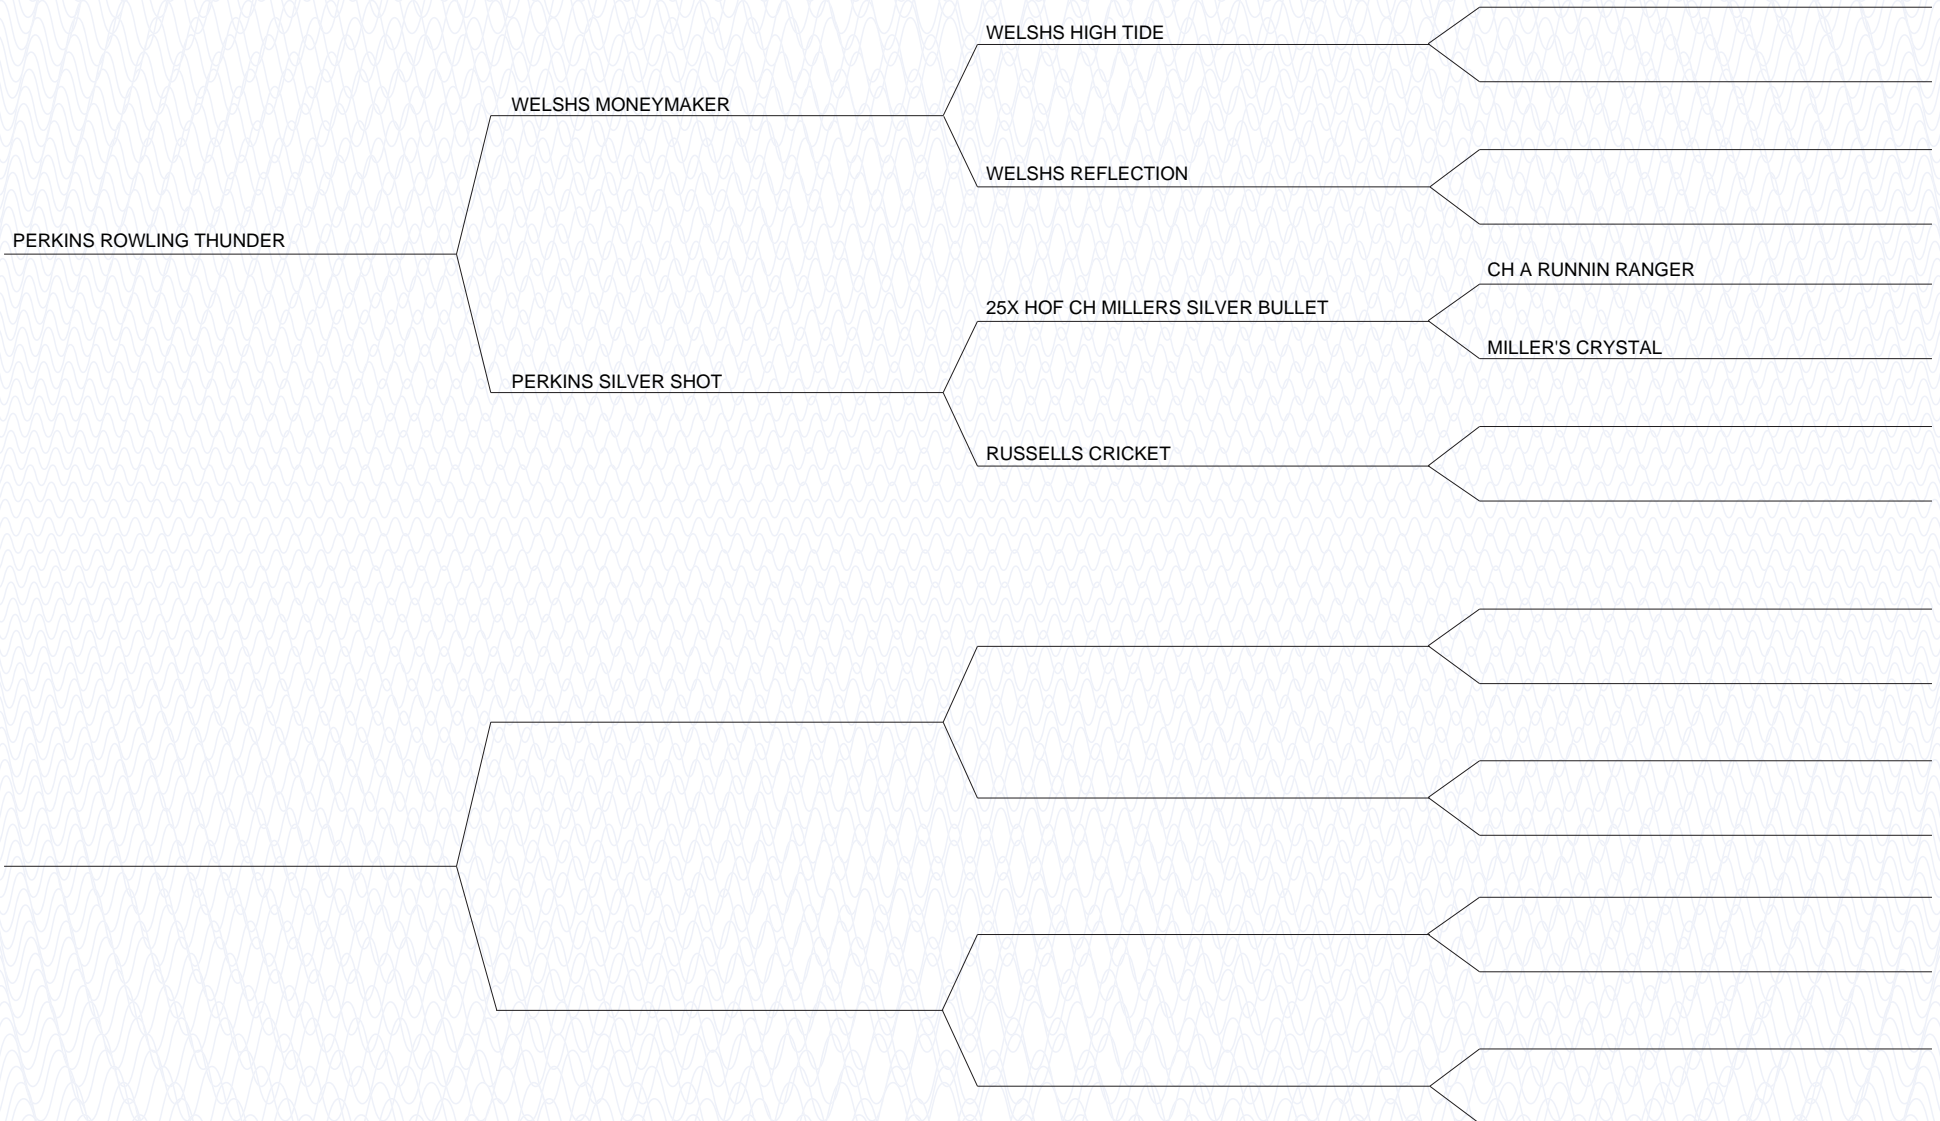 WELSHS HIGH TIDE
WELSHS MONEYMAKER
WELSHS REFLECTION
PERKINS ROWLING THUNDER
CH A RUNNIN RANGER
25X HOF CH MILLERS SILVER BULLET
MILLER'S CRYSTAL
PERKINS SILVER SHOT
RUSSELLS CRICKET